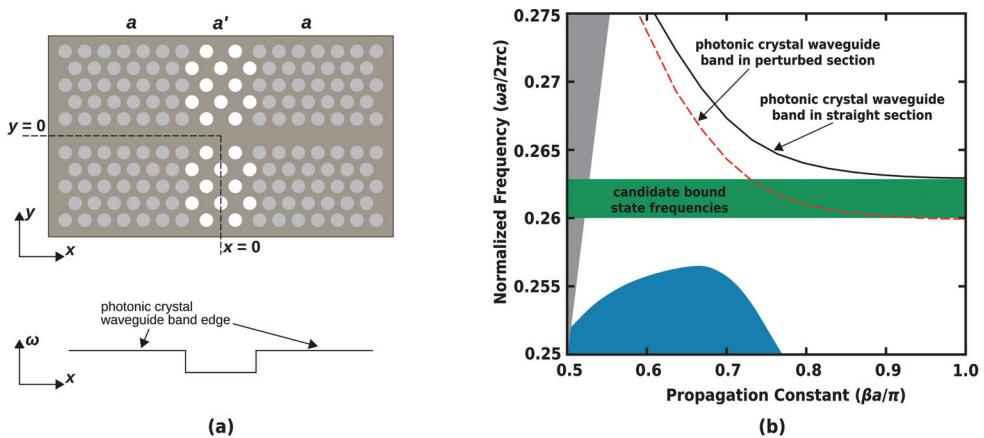 a a' a
y = 0
y
x
x = 0
photonic crystal
waveguide band edge
ω
x
(a)
Normalized Frequency (ωa/2πc)
0.275
0.27
0.265
0.26
0.255
0.25
photonic crystal waveguide
band in perturbed section
photonic crystal waveguide
band in straight section
candidate bound
state frequencies
0.5 0.6 0.7 0.8 0.9 1.0
Propagation Constant (βa/π)
(b)